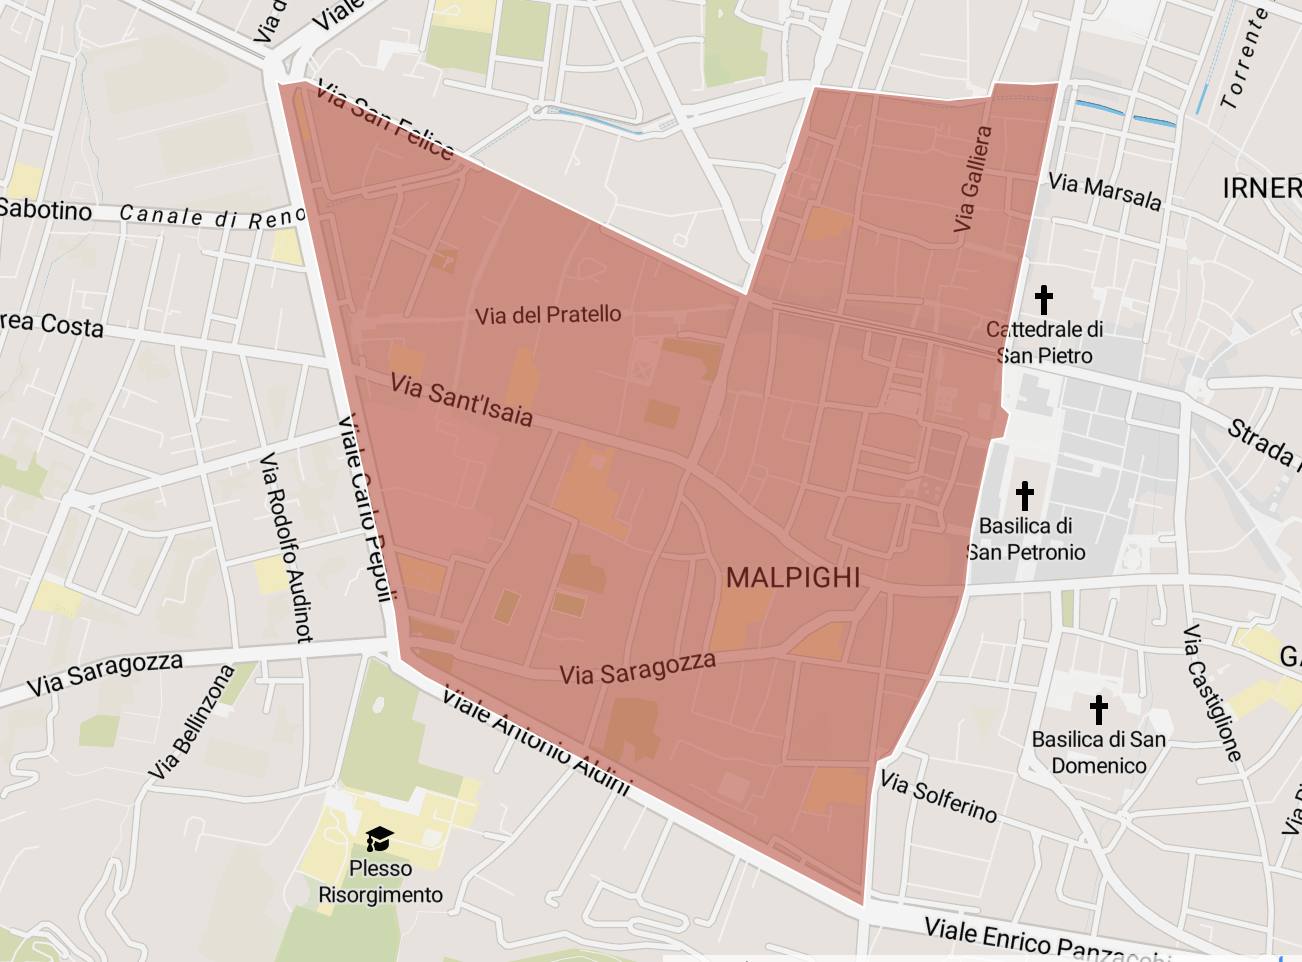 Via d
Viale
Torrente
Via San Felice
Via Galliera
Via Marsala
IRNER
Sabotino
Canale di Reno
rea Costa
Via del Pratello
Cattedrale di
San Pietro
Via Sant'Isaia
Strada
Viale Carlo Pepoli
Via Rodolfo Audinot
Basilica di
San Petronio
MALPIGHI
Via Saragozza
Via Saragozza
Via Castiglione
GA
Via Bellinzona
Viale Antonio Aldini
Basilica di San
Domenico
Via Solferino
Plesso
Risorgimento
Viale Enrico Panzacchi